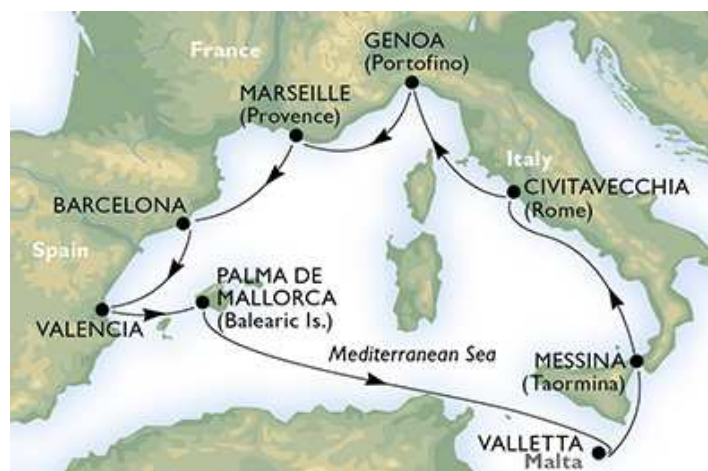 France
GENOA
(Portofino)
MARSEILLE
(Provence)
Italy
CIVITAVECCHIA
(Rome)
BARCELONA
Spain
PALMA DE
MALLORCA
(Balearic Is.)
VALENCIA
Mediterranean Sea
MESSINA
(Taormina)
VALLETTA
Malta